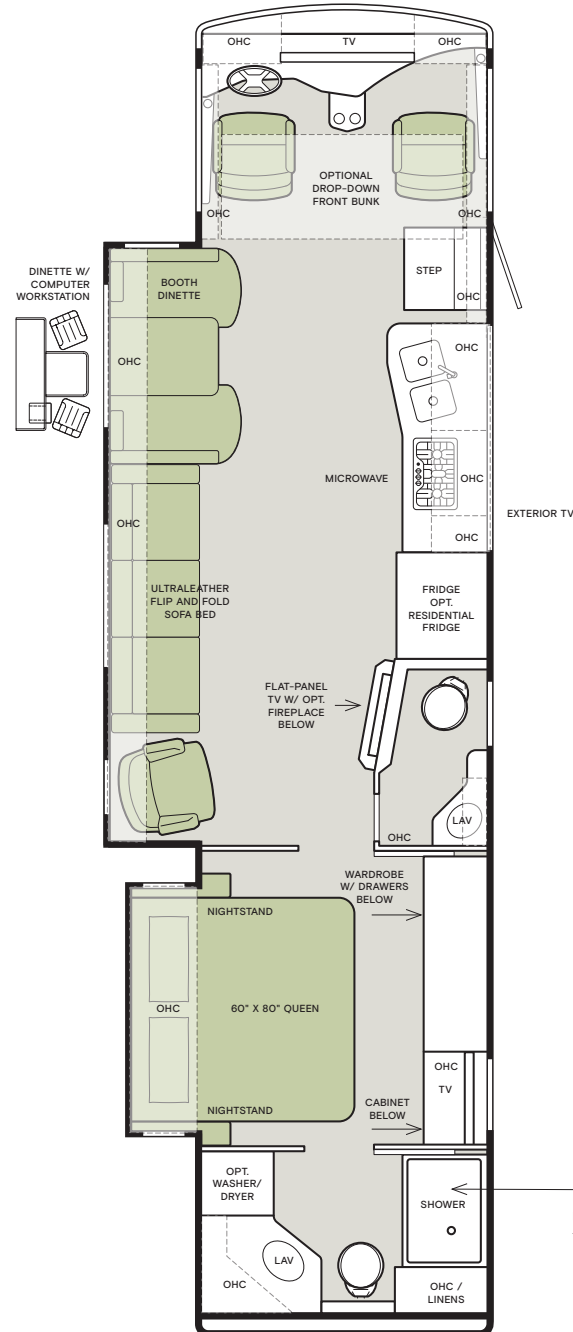 OHC
TV
OHC
OPTIONAL
DROP-DOWN
FRONT BUNK
OHC
OHC
DINETTE W/
COMPUTER
WORKSTATION
BOOTH
DINETTE
STEP
OHC
OHC
OHC
MICROWAVE
OHC
EXTERIOR TV
OHC
OHC
ULTRALEATHER
FLIP AND FOLD
SOFA BED
FRIDGE
OPT.
RESIDENTIAL
FRIDGE
FLAT-PANEL
TV W/ OPT.
FIREPLACE
BELOW
LAV
OHC
WARDROBE
W/ DRAWERS
BELOW
NIGHTSTAND
OHC
60" X 80" QUEEN
OHC
TV
CABINET
BELOW
NIGHTSTAND
OPT.
WASHER/
DRYER
SHOWER
LAV
OHC
OHC /
LINENS